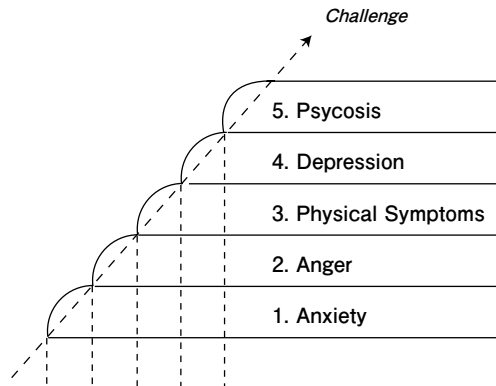 Challenge
5. Psycosis
4. Depression
3. Physical Symptoms
2. Anger
1. Anxiety